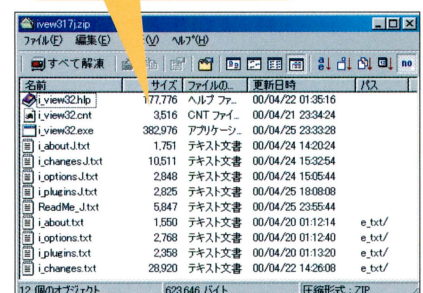 ivew317j.zip
ファイル(F) 編集(E) (V) ヘルプ(H)
すべて解凍 no
名前 サイズ ファイルの... 更新日時 パス
i_view32.hlp 177,776 ヘルプ ファ... 00/04/22 01:35:16
i_view32.cnt 3,516 CNT ファイ... 00/04/21 23:34:24
i_view32.exe 382,976 アプリケーシ... 00/04/25 23:33:28
i_aboutJ.txt 1,751 テキスト文書 00/04/24 14:20:24
i_changesJ.txt 10,511 テキスト文書 00/04/24 15:32:54
i_optionsJ.txt 2,848 テキスト文書 00/04/24 15:05:44
i_pluginsJ.txt 2,825 テキスト文書 00/04/25 18:08:08
ReadMe_J.txt 5,847 テキスト文書 00/04/25 23:55:44
i_about.txt 1,550 テキスト文書 00/04/20 01:12:14 e_txt/
i_options.txt 2,768 テキスト文書 00/04/20 01:12:40 e_txt/
i_plugins.txt 2,358 テキスト文書 00/04/20 01:13:20 e_txt/
i_changes.txt 28,920 テキスト文書 00/04/22 14:26:08 e_txt/
12 個のオブジェクト 623,646 バイト 圧縮形式 : ZIP